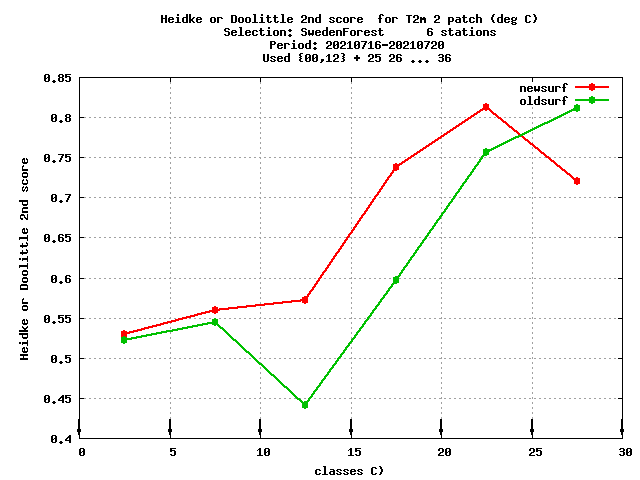 Heidke or Doolittle 2nd score  for T2m 2 patch (deg C)
Selection: SwedenForest      6 stations
Period: 20210716-20210720
Used {00,12} + 25 26 ... 36
newsurf
oldsurf
0.85
0.8
0.75
0.7
0.65
0.6
0.55
0.5
0.45
0.4
Heidke or Doolittle 2nd score
0 5 10 15 20 25 30
classes C)